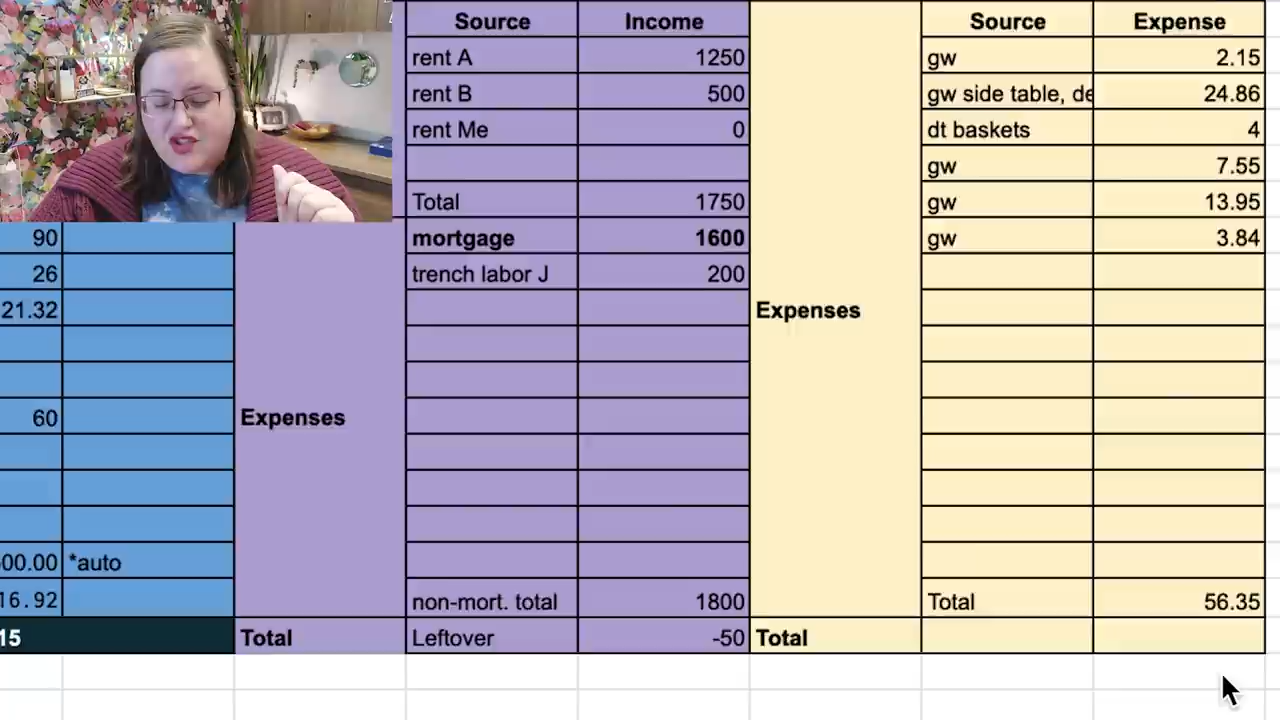 Source Income Source Expense
rent A 1250 gw 2.15
rent B 500 gw side table, de 24.86
rent Me 0 dt baskets 4
gw 7.55
Total 1750 gw 13.95
90 mortgage 1600 gw 3.84
26 trench labor J 200
21.32 Expenses
60 Expenses
00.00 *auto
16.92 non-mort. total 1800 Total 56.35
15 Total Leftover -50 Total